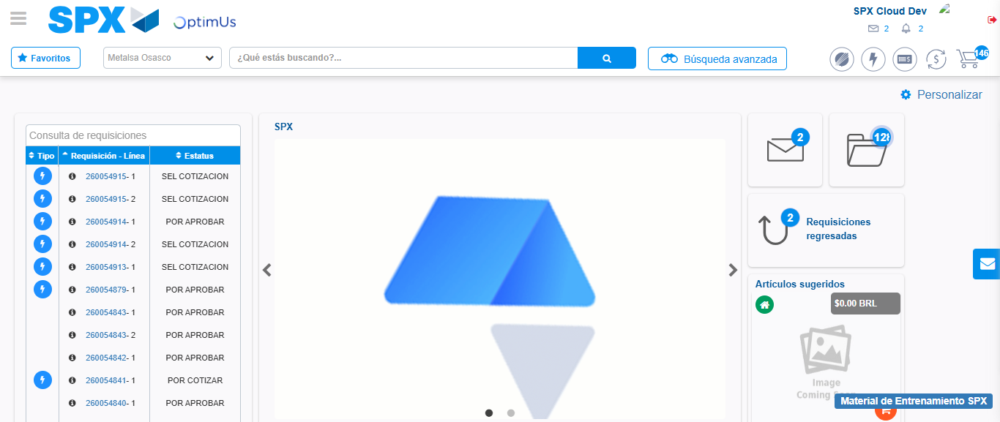 SPX OptimUs
SPX Cloud Dev
2 2
Favoritos
Metalsa Osasco
¿Qué estás buscando?...
Búsqueda avanzada
146
Personalizar
Consulta de requisiciones
Tipo Requisición - Línea Estatus
260054915- 1 SEL COTIZACION
260054915- 2 SEL COTIZACION
260054914- 1 POR APROBAR
260054914- 2 SEL COTIZACION
260054913- 1 SEL COTIZACION
260054879- 1 POR APROBAR
260054843- 1 POR APROBAR
260054843- 2 POR APROBAR
260054842- 1 POR APROBAR
260054841- 1 POR COTIZAR
260054840- 1 POR APROBAR
SPX
2
2
Requisiciones
regresadas
Artículos sugeridos
$0.00 BRL
Image
Coming
Material de Entrenamiento SPX